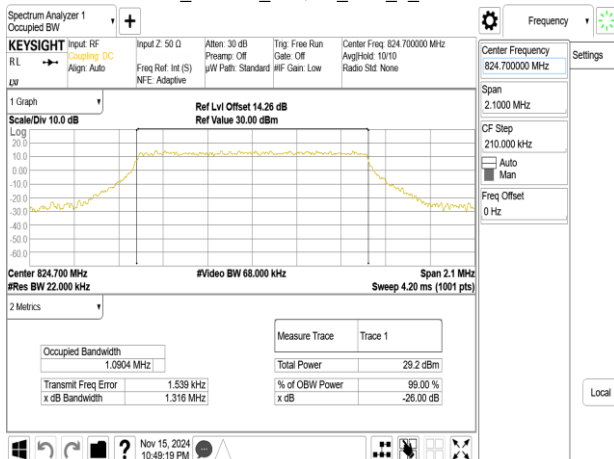 Spectrum Analyzer 1
Occupied BW
Frequency
KEYSIGHT
Input: RF
Coupling: DC
Align: Auto
Input Z: 50 Ω
Freq Ref: Int (S)
NFE: Adaptive
Atten: 30 dB
Preamp: Off
µW Path: Standard
Trig: Free Run
Gate: Off
#IF Gain: Low
Center Freq: 824.700000 MHz
Avg|Hold: 10/10
Radio Std: None
RL
LXI
Center Frequency
824.700000 MHz
Settings
Span
2.1000 MHz
CF Step
210.000 kHz
Auto
Man
Freq Offset
0 Hz
Local
1 Graph
Scale/Div 10.0 dB
Ref Lvl Offset 14.26 dB
Ref Value 30.00 dBm
Log
20.0
10.0
0.00
-10.0
-20.0
-30.0
-40.0
-50.0
-60.0
Center 824.700 MHz
#Res BW 22.000 kHz
#Video BW 68.000 kHz
Span 2.1 MHz
Sweep 4.20 ms (1001 pts)
2 Metrics
Occupied Bandwidth
1.0904 MHz
Transmit Freq Error 1.539 kHz
x dB Bandwidth 1.316 MHz
Measure Trace Trace 1
Total Power 29.2 dBm
% of OBW Power 99.00 %
x dB -26.00 dB
?
Nov 15, 2024
10:49:19 PM